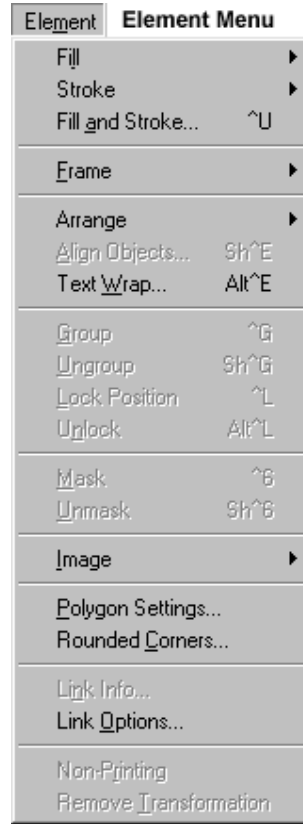 Element Element Menu
Fill
Stroke
Fill and Stroke... ^U
Frame
Arrange
Align Objects... Sh^E
Text Wrap... Alt^E
Group ^G
Ungroup Sh^G
Lock Position ^L
Unlock Alt^L
Mask ^6
Unmask Sh^6
Image
Polygon Settings...
Rounded Corners...
Link Info...
Link Options...
Non-Printing
Remove Transformation